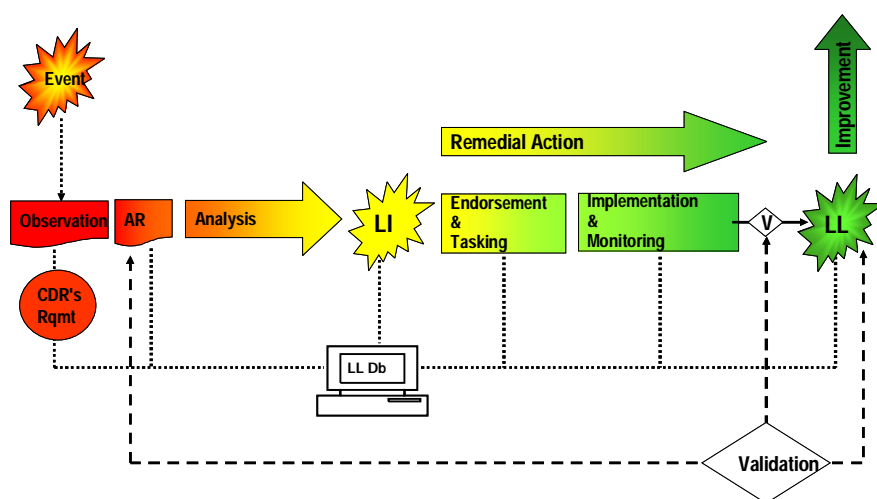 Event
Improvement
Remedial Action
Observation
AR
Analysis
LI
Endorsement
&
Tasking
Implementation
&
Monitoring
V
LL
CDR's
Rqmt
LL Db
Validation